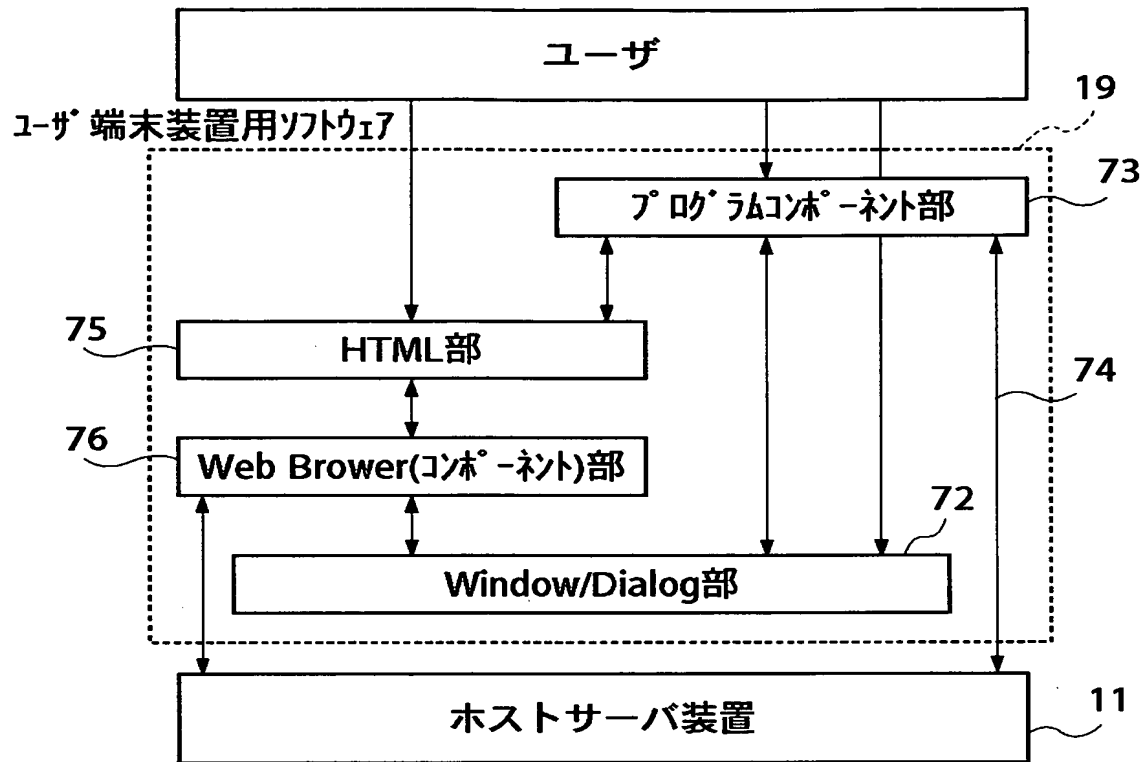 ユーザ
ﾕｰｻﾞ端末装置用ｿﾌﾄｳｪｱ
19
73
ﾌﾟﾛｸﾞﾗﾑｺﾝﾎﾟｰﾈﾝﾄ部
75
HTML部
74
76
Web Brower(ｺﾝﾎﾟｰﾈﾝﾄ)部
72
Window/Dialog部
11
ホストサーバ装置